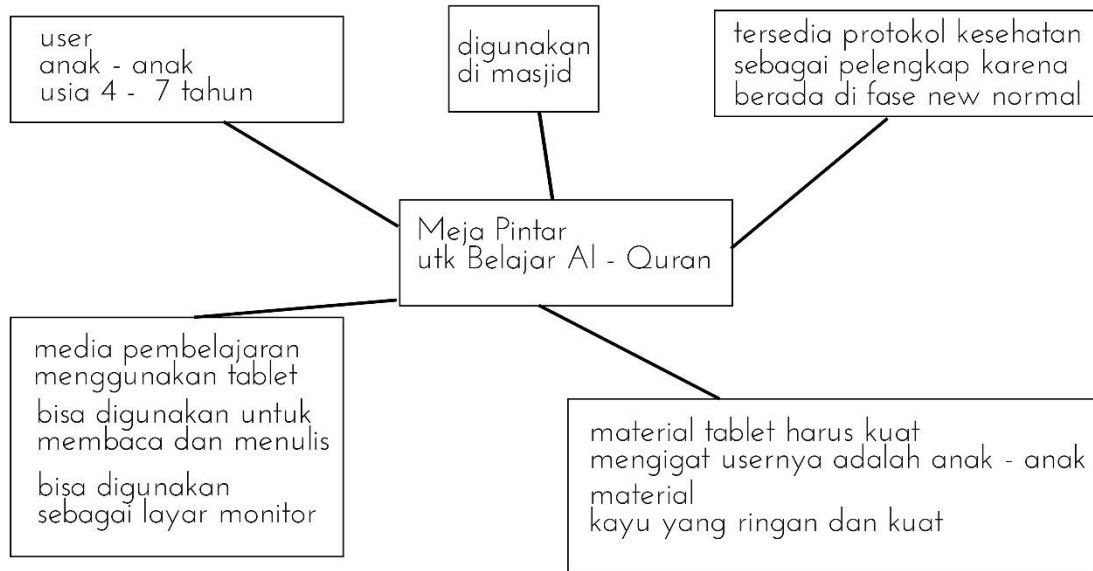 user
anak - anak
usia 4 - 7 tahun
digunakan
di masjid
tersedia protokol kesehatan
sebagai pelengkap karena
berada di fase new normal
Meja Pintar
utk Belajar Al - Quran
media pembelajaran
menggunakan tablet
bisa digunakan untuk
membaca dan menulis
bisa digunakan
sebagai layar monitor
material tablet harus kuat
mengigat usernya adalah anak - anak
material
kayu yang ringan dan kuat